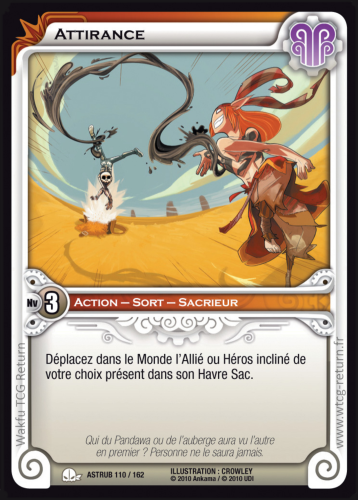 ATTIRANCE
Nv 3 ACTION – SORT – SACRIEUR
Déplacez dans le Monde l'Allié ou Héros incliné de
votre choix présent dans son Havre Sac.
Qui du Pandawa ou de l'auberge aura vu l'autre
en premier ? Personne ne le saura jamais.
ASTRUB 110 / 162
ILLUSTRATION : CROWLEY
© 2010 Ankama / © 2010 UDI
Wakfu TCG Return
www.wtcg-return.fr